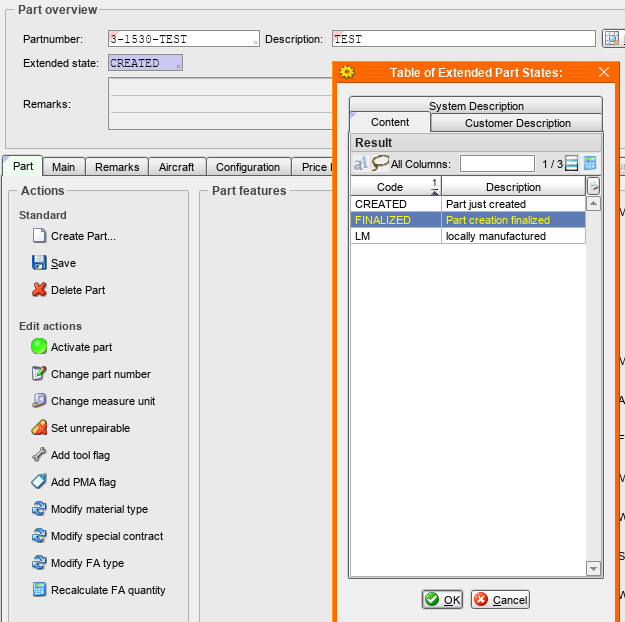 Part overview
Partnumber: 3-1530-TEST Description: TEST
Extended state: CREATED
Remarks:
Part Main Remarks Aircraft Configuration Price
Actions
Standard
Create Part...
Save
Delete Part
Edit actions
Activate part
Change part number
Change measure unit
Set unrepairable
Add tool flag
Add PMA flag
Modify material type
Modify special contract
Modify FA type
Recalculate FA quantity
Part features
Table of Extended Part States:
System Description
Content Customer Description
Result
All Columns: 1 / 3
Code 1 Description
CREATED Part just created
FINALIZED Part creation finalized
LM locally manufactured
OK Cancel